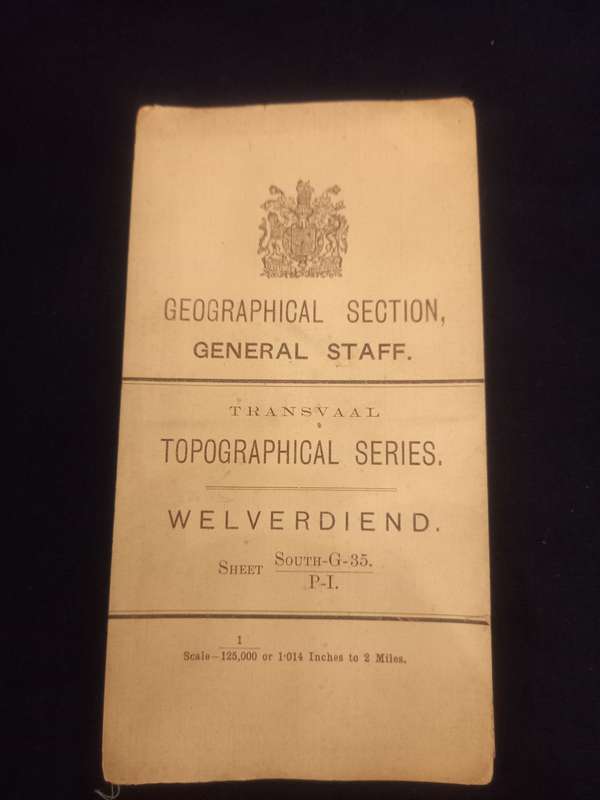 GEOGRAPHICAL SECTION,
GENERAL STAFF.
TRANSVAAL
TOPOGRAPHICAL SERIES.
WELVERDIEND.
SHEET SOUTH-G-35. / P-I.
Scale–1/125,000 or 1·014 Inches to 2 Miles.